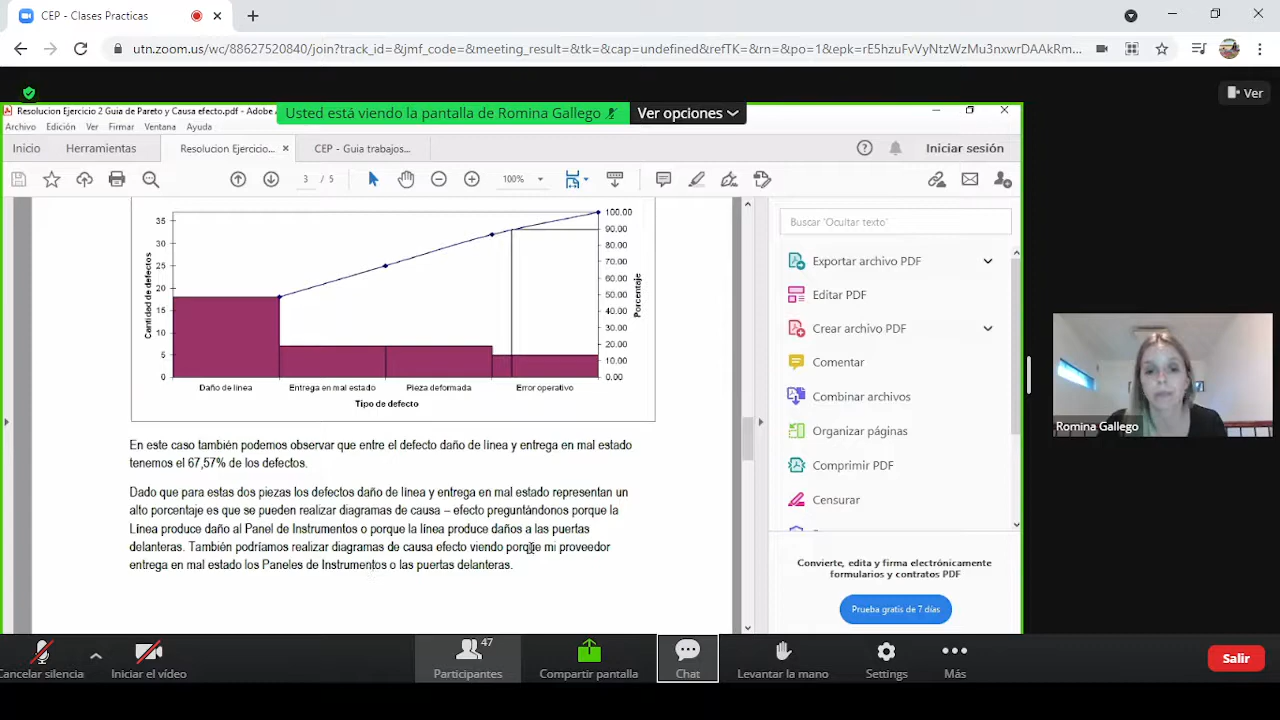 CEP - Clases Practicas
utn.zoom.us/wc/88627520840/join?track_id=&jmf_code=&meeting_result=&tk=&cap=undefined&refTK=&rn=&po=1&epk=rE5hzuFvVyNtzWzMu3nxwrDAAkRm...
Ver
Resolucion Ejercicio 2 Guia de Pareto y Causa efecto.pdf - Adobe
Usted está viendo la pantalla de Romina Gallego
Ver opciones
Archivo Edición Ver Firmar Ventana Ayuda
Inicio Herramientas Resolucion Ejercicio... CEP - Guia trabajos... Iniciar sesión
3 / 5 100%
Buscar 'Ocultar texto'
Exportar archivo PDF
Editar PDF
Crear archivo PDF
Comentar
Combinar archivos
Organizar páginas
Comprimir PDF
Censurar
Convierte, edita y firma electrónicamente
formularios y contratos PDF
Prueba gratis de 7 días
Cantidad de defectos
35
30
25
20
15
10
5
0
100.00
90.00
80.00
70.00
60.00
50.00
40.00
30.00
20.00
10.00
0.00
Porcentaje
Daño de línea Entrega en mal estado Pieza deformada Error operativo
Tipo de defecto
En este caso también podemos observar que entre el defecto daño de línea y entrega en mal estado
tenemos el 67,57% de los defectos.
Dado que para estas dos piezas los defectos daño de línea y entrega en mal estado representan un
alto porcentaje es que se pueden realizar diagramas de causa – efecto preguntándonos porque la
Línea produce daño al Panel de Instrumentos o porque la línea produce daños a las puertas
delanteras. También podríamos realizar diagramas de causa efecto viendo porque mi proveedor
entrega en mal estado los Paneles de Instrumentos o las puertas delanteras.
Romina Gallego
Cancelar silencia
Iniciar el vídeo
47
Participantes
Compartir pantalla
Chat
Levantar la mano
Settings
Más
Salir